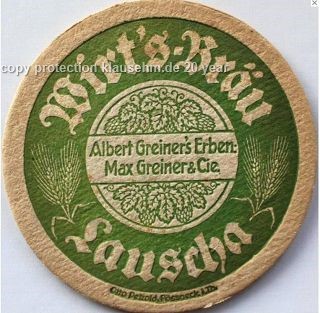 Wirt's-Bräu
copy protection klausehm.de 20 year
Albert Greiner's Erben:
Max Greiner & Cie.
Lauscha
Otto Petzold, Pössneck i.Th.